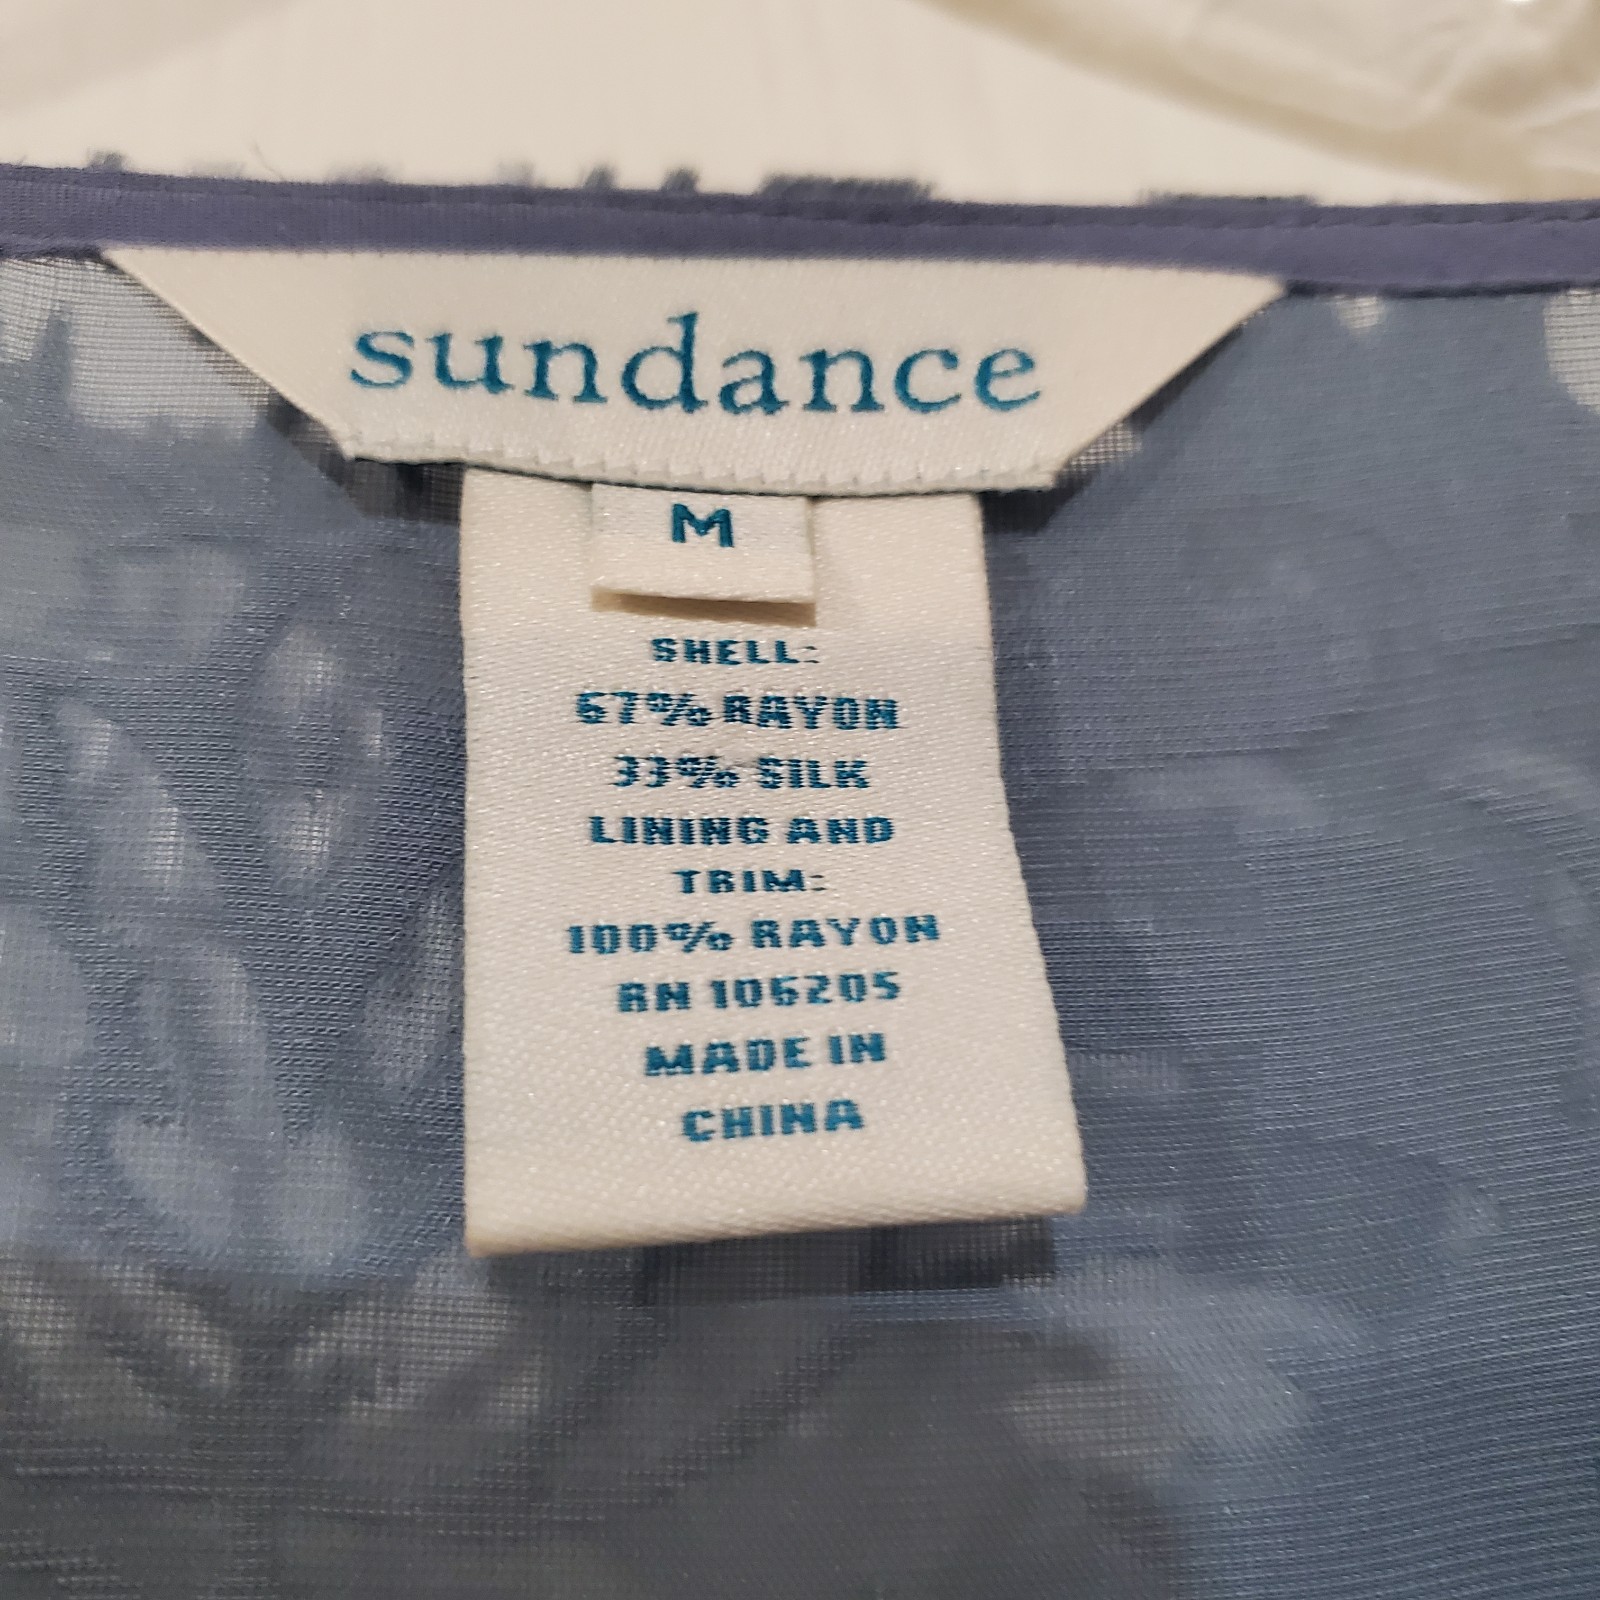 sundance
M
SHELL:
67% RAYON
33% SILK
LINING AND
TRIM:
100% RAYON
RN 106205
MADE IN
CHINA